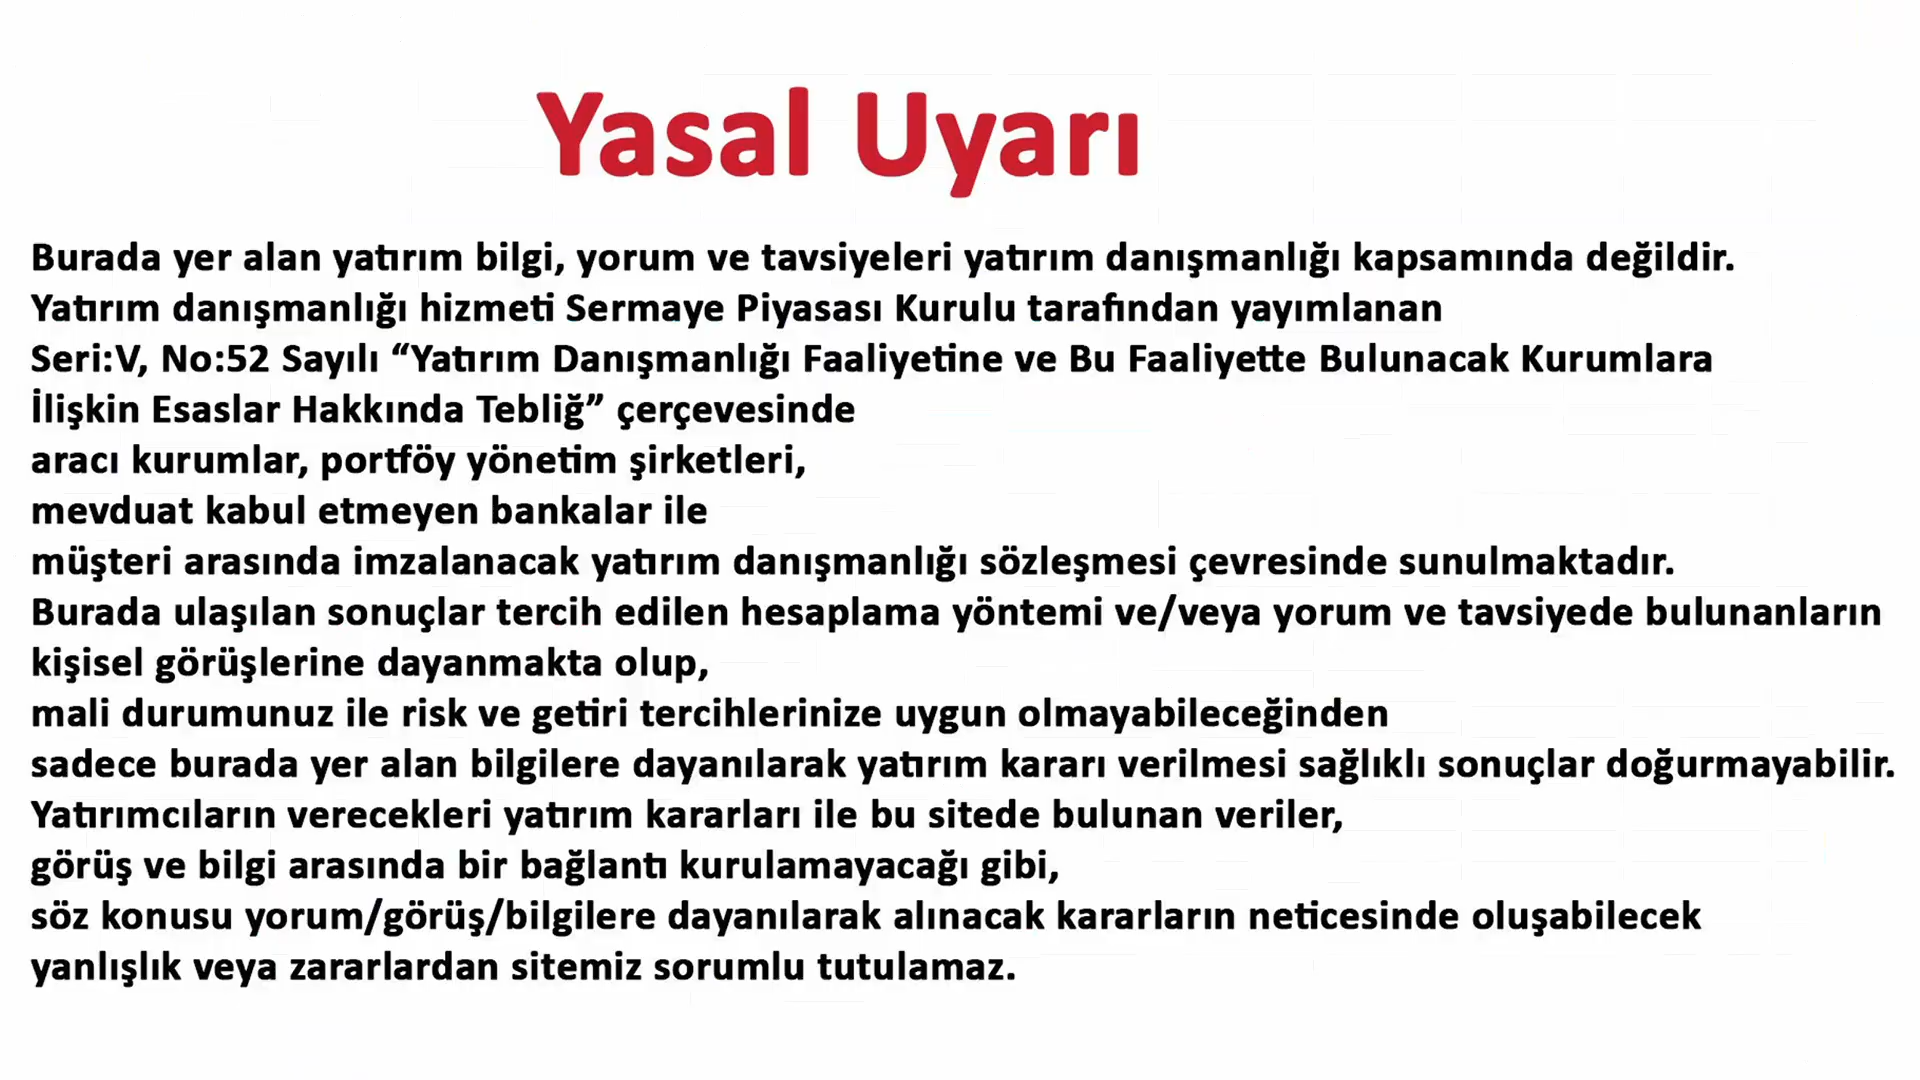 Yasal Uyarı
Burada yer alan yatırım bilgi, yorum ve tavsiyeleri yatırım danışmanlığı kapsamında değildir.
Yatırım danışmanlığı hizmeti Sermaye Piyasası Kurulu tarafından yayımlanan
Seri:V, No:52 Sayılı “Yatırım Danışmanlığı Faaliyetine ve Bu Faaliyette Bulunacak Kurumlara
İlişkin Esaslar Hakkında Tebliğ” çerçevesinde
aracı kurumlar, portföy yönetim şirketleri,
mevduat kabul etmeyen bankalar ile
müşteri arasında imzalanacak yatırım danışmanlığı sözleşmesi çevresinde sunulmaktadır.
Burada ulaşılan sonuçlar tercih edilen hesaplama yöntemi ve/veya yorum ve tavsiyede bulunanların
kişisel görüşlerine dayanmakta olup,
mali durumunuz ile risk ve getiri tercihlerinize uygun olmayabileceğinden
sadece burada yer alan bilgilere dayanılarak yatırım kararı verilmesi sağlıklı sonuçlar doğurmayabilir.
Yatırımcıların verecekleri yatırım kararları ile bu sitede bulunan veriler,
görüş ve bilgi arasında bir bağlantı kurulamayacağı gibi,
söz konusu yorum/görüş/bilgilere dayanılarak alınacak kararların neticesinde oluşabilecek
yanlışlık veya zararlardan sitemiz sorumlu tutulamaz.